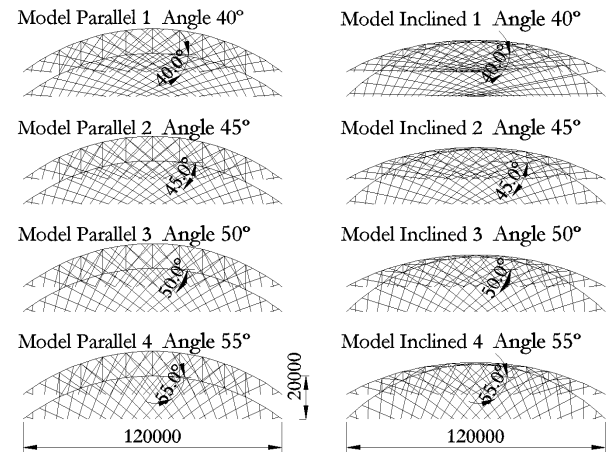 Model Parallel 1 Angle 40°
Model Inclined 1 Angle 40°
40.0°
40.0°
Model Parallel 2 Angle 45°
Model Inclined 2 Angle 45°
45.0°
45.0°
Model Parallel 3 Angle 50°
Model Inclined 3 Angle 50°
50.0°
50.0°
Model Parallel 4 Angle 55°
Model Inclined 4 Angle 55°
55.0°
20000
55.0°
120000
120000